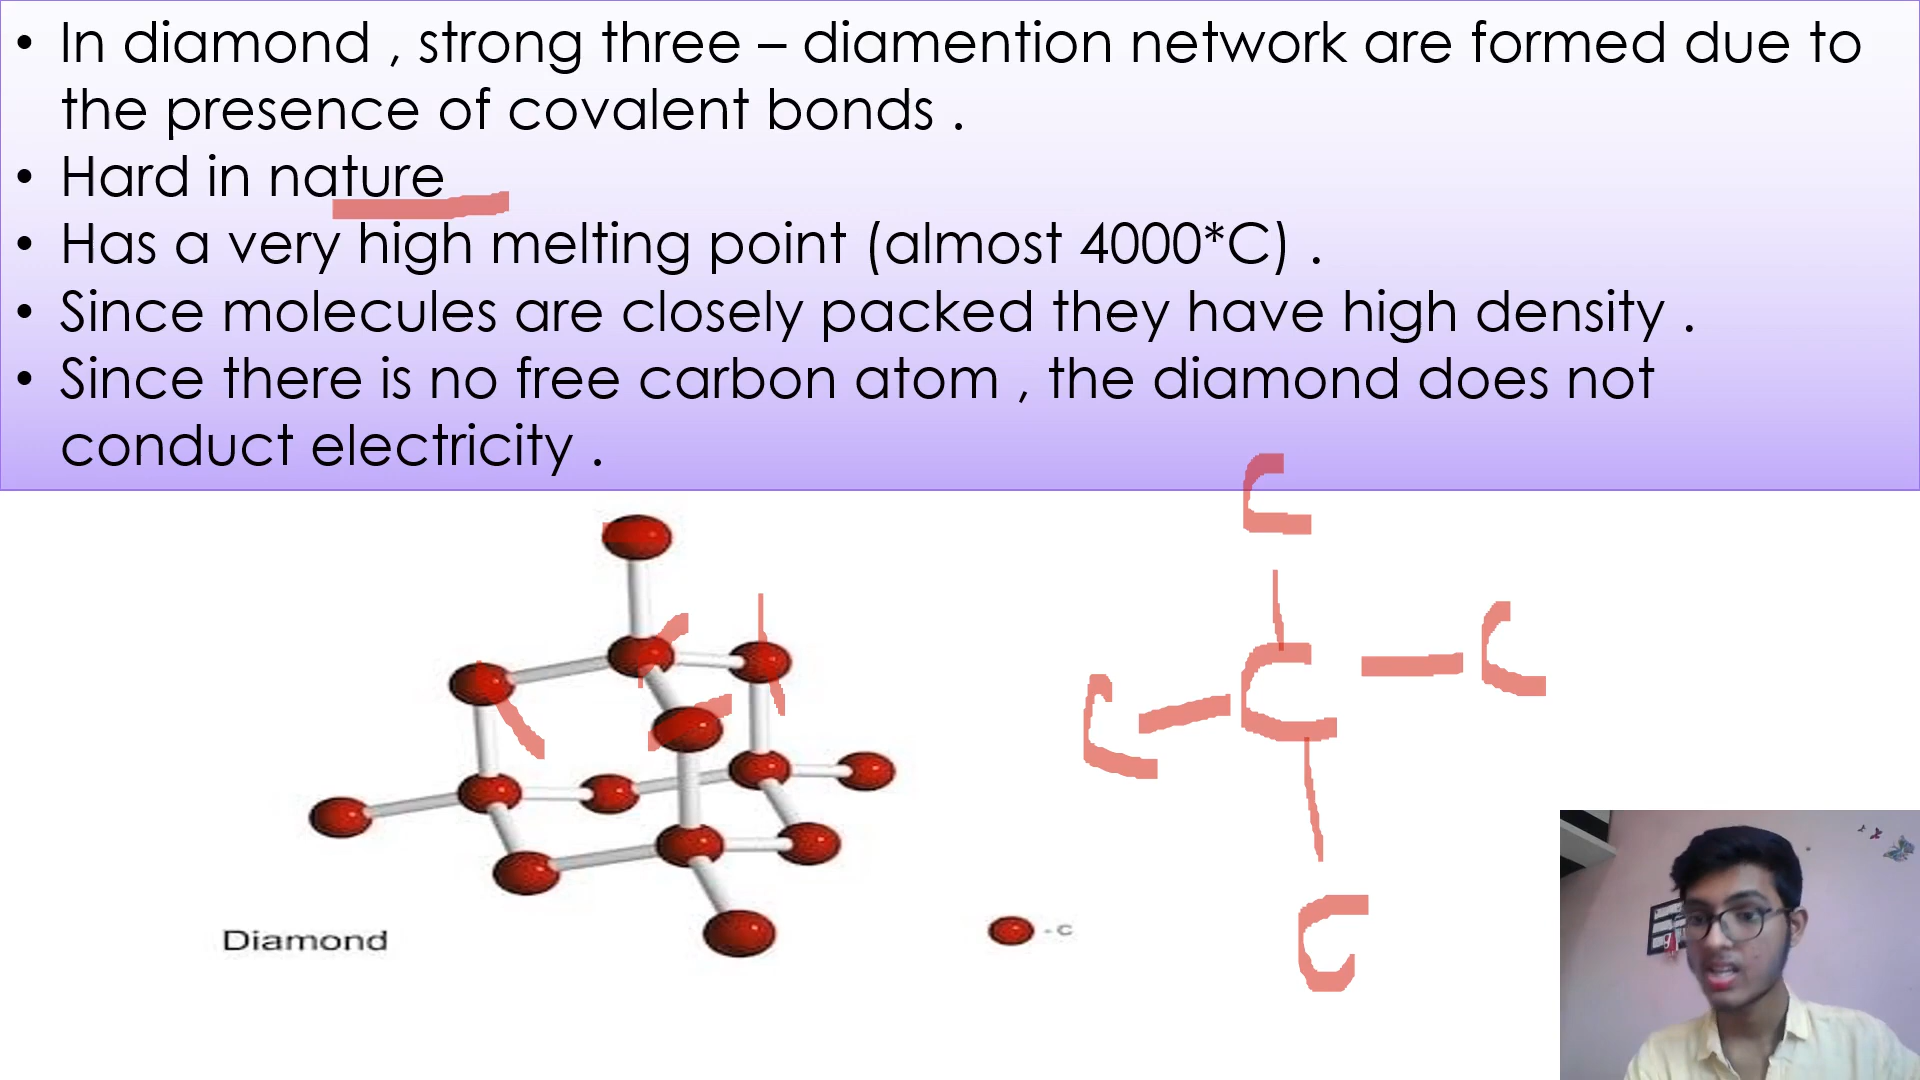 • In diamond , strong three – diamention network are formed due to
the presence of covalent bonds .
• Hard in nature
• Has a very high melting point (almost 4000*C) .
• Since molecules are closely packed they have high density .
• Since there is no free carbon atom , the diamond does not
conduct electricity .
C
C
C C
C
Diamond
- C